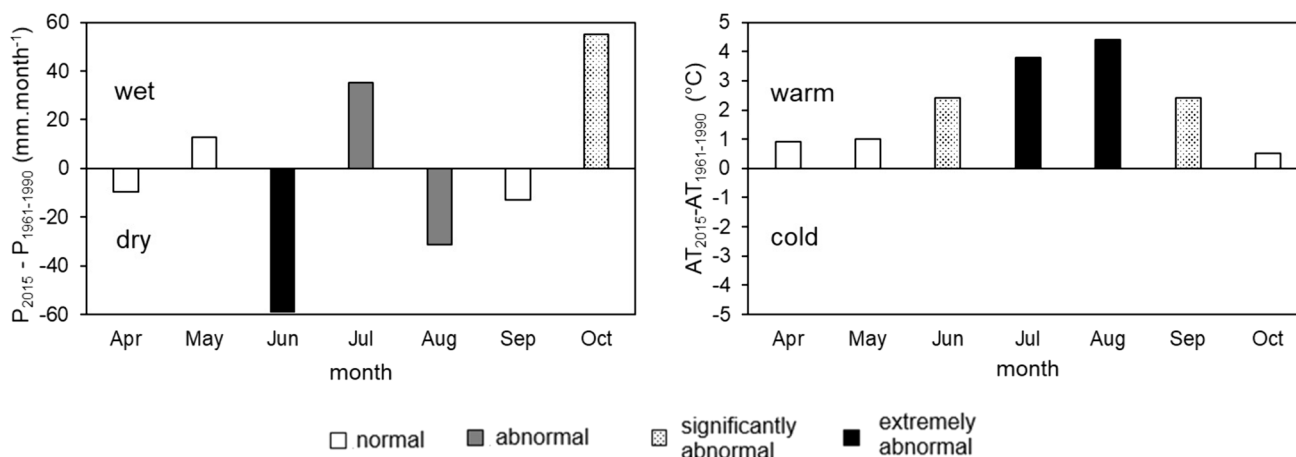 P2015 - P1961-1990 (mm.month-1)
60
40
20
0
-20
-40
-60
wet
dry
Apr May Jun Jul Aug Sep Oct
month
AT2015-AT1961-1990 (°C)
5
4
3
2
1
0
-1
-2
-3
-4
-5
warm
cold
Apr May Jun Jul Aug Sep Oct
month
normal
abnormal
significantly
abnormal
extremely
abnormal